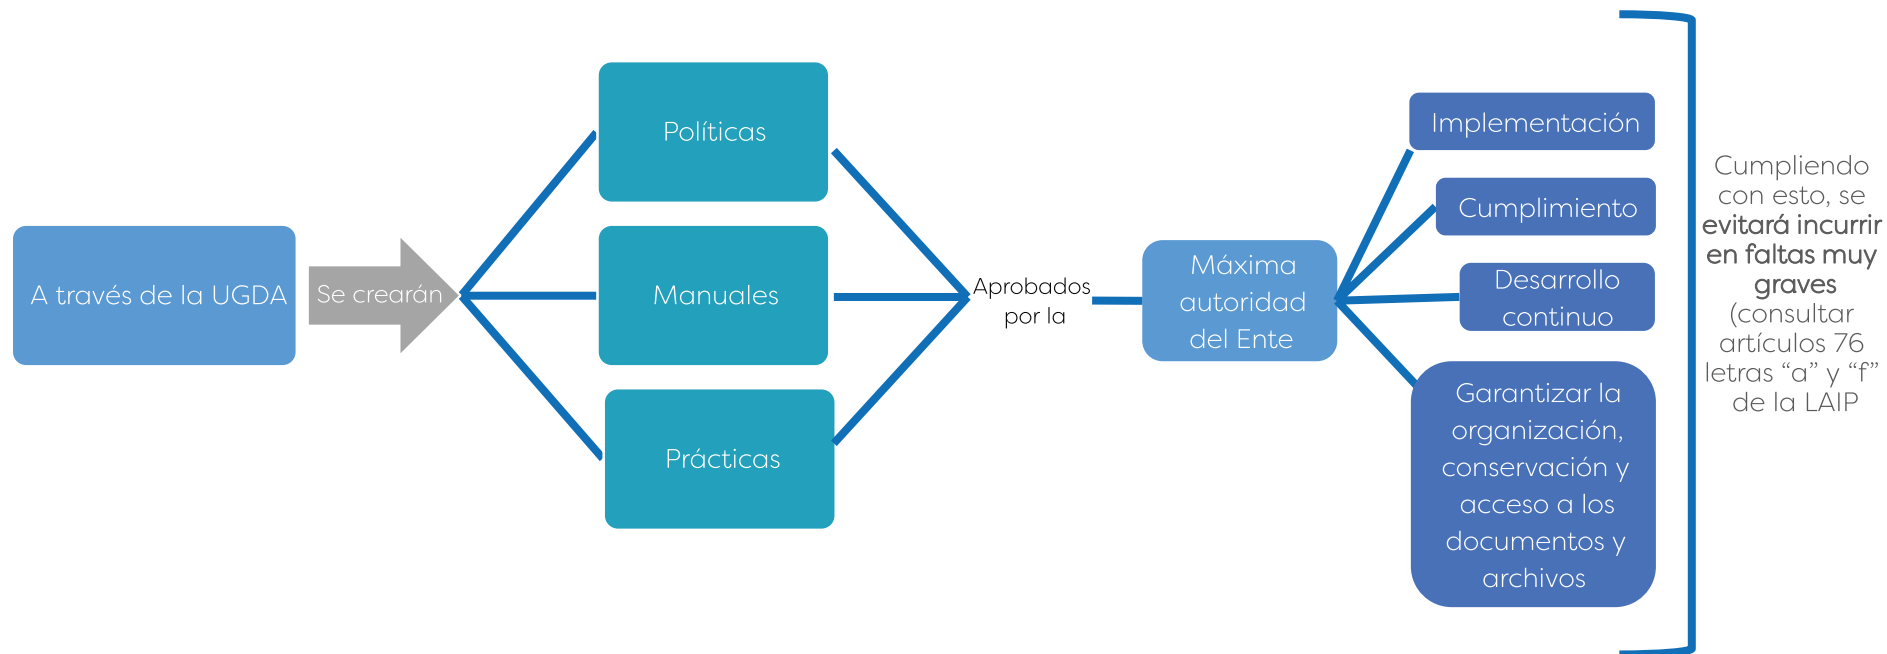 A través de la UGDA
Se crearán
Políticas
Manuales
Prácticas
Aprobados
por la
Máxima
autoridad
del Ente
Implementación
Cumplimiento
Desarrollo
continuo
Garantizar la
organización,
conservación y
acceso a los
documentos y
archivos
Cumpliendo
con esto, se
evitará incurrir
en faltas muy
graves
(consultar
artículos 76
letras “a” y “f”
de la LAIP